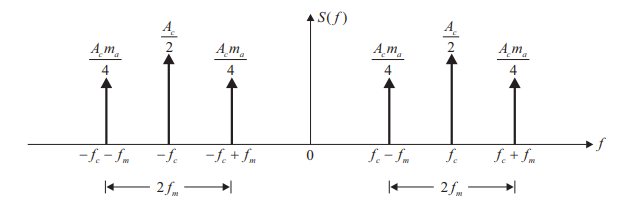 S(f)
A_c/2 A_c/2
A_c m_a/4 A_c m_a/4 A_c m_a/4 A_c m_a/4
f
−f_c − f_m −f_c −f_c + f_m 0 f_c − f_m f_c f_c + f_m
2f_m 2f_m